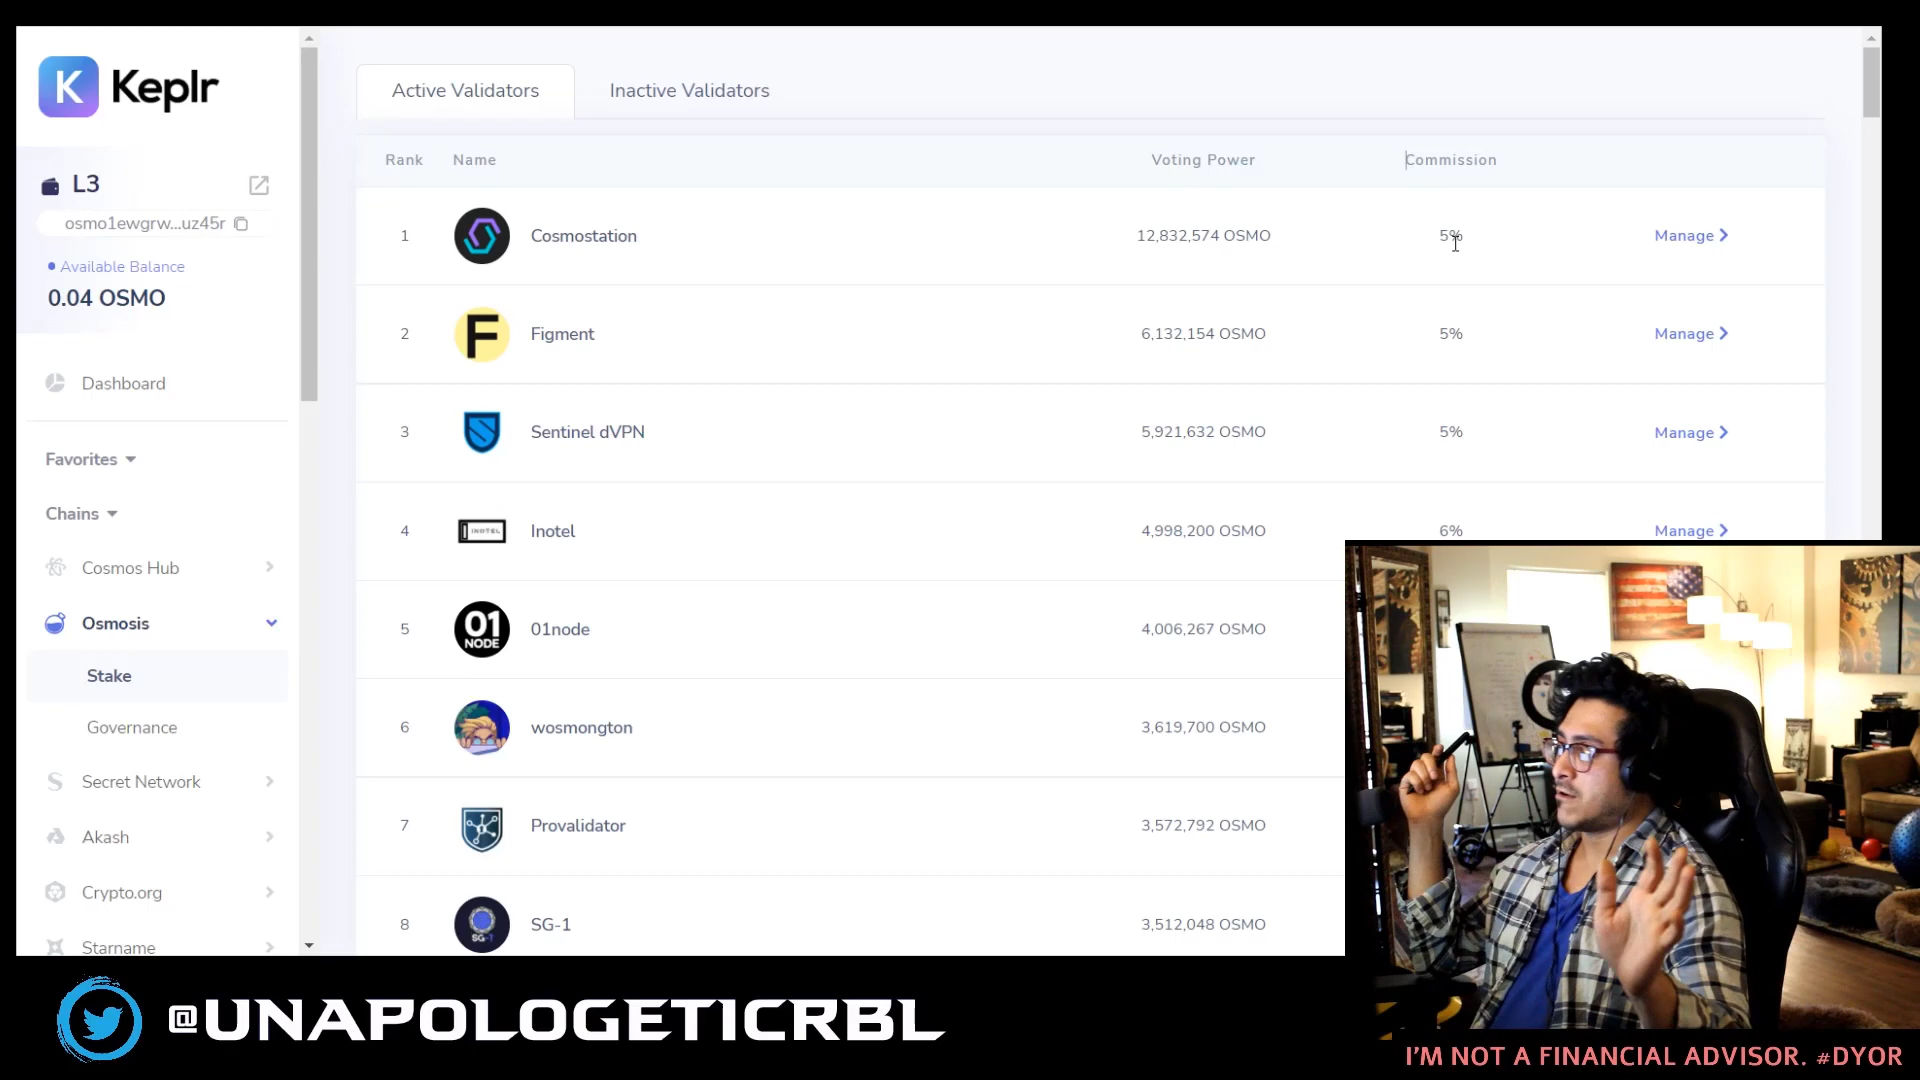 K Keplr
L3
osmo1ewgrw...uz45r
Available Balance
0.04 OSMO
Dashboard
Favorites
Chains
Cosmos Hub
Osmosis
Stake
Governance
Secret Network
Akash
Crypto.org
Starname
Active Validators Inactive Validators
Rank Name Voting Power Commission
1 Cosmostation 12,832,574 OSMO 5% Manage
2 F Figment 6,132,154 OSMO 5% Manage
3 Sentinel dVPN 5,921,632 OSMO 5% Manage
4 INOTEL Inotel 4,998,200 OSMO 6% Manage
5 01 NODE 01node 4,006,267 OSMO
6 wosmongton 3,619,700 OSMO
7 Provalidator 3,572,792 OSMO
8 SG-1 SG-1 3,512,048 OSMO
@UNAPOLOGETICRBL
I'M NOT A FINANCIAL ADVISOR. #DYOR